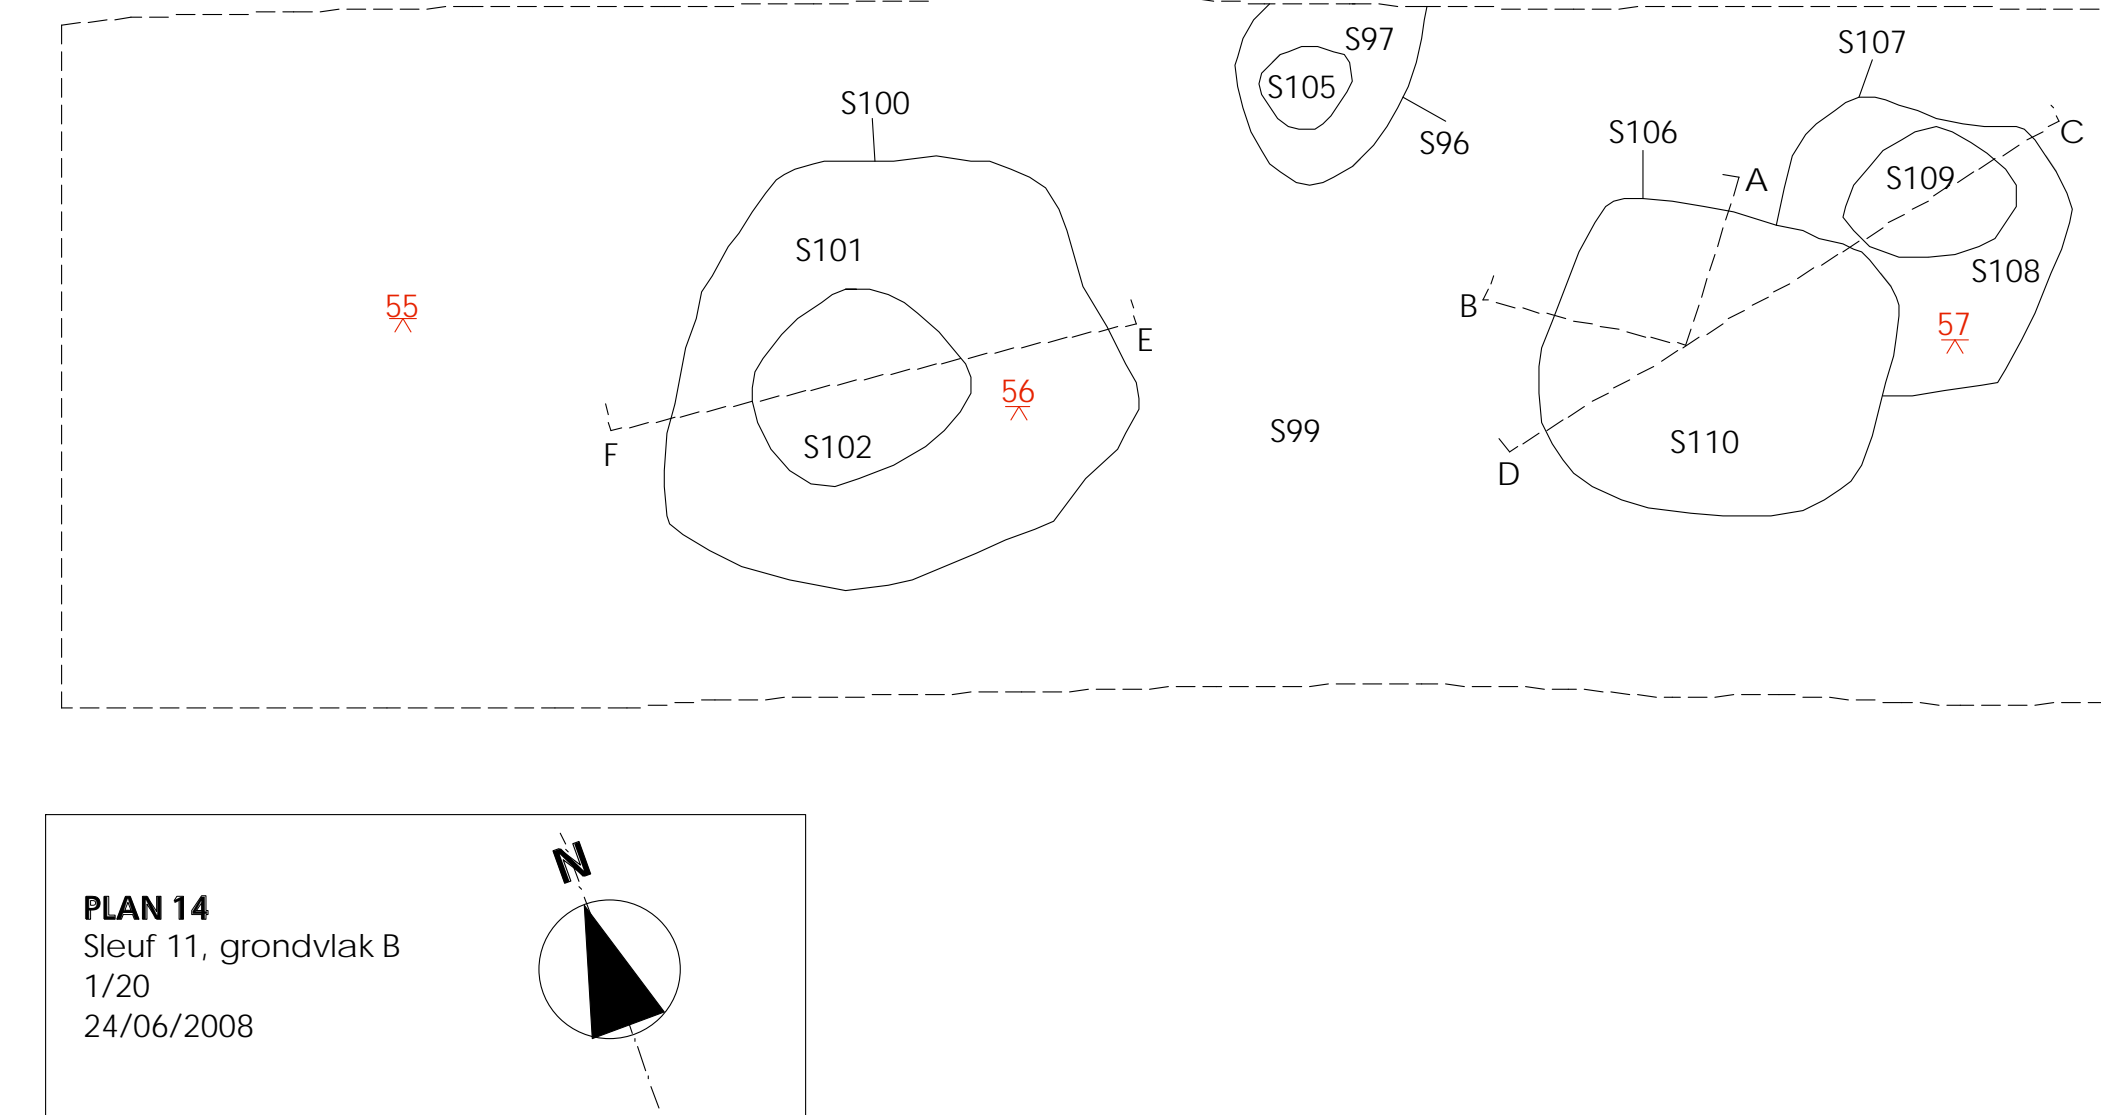 S97
S107
S105
S100
S106
C
S96
S109
A
S101
S108
55
B
57
E
56
S99
S102
F
S110
D
N
PLAN 14
Sleuf 11, grondvlak B
1/20
24/06/2008